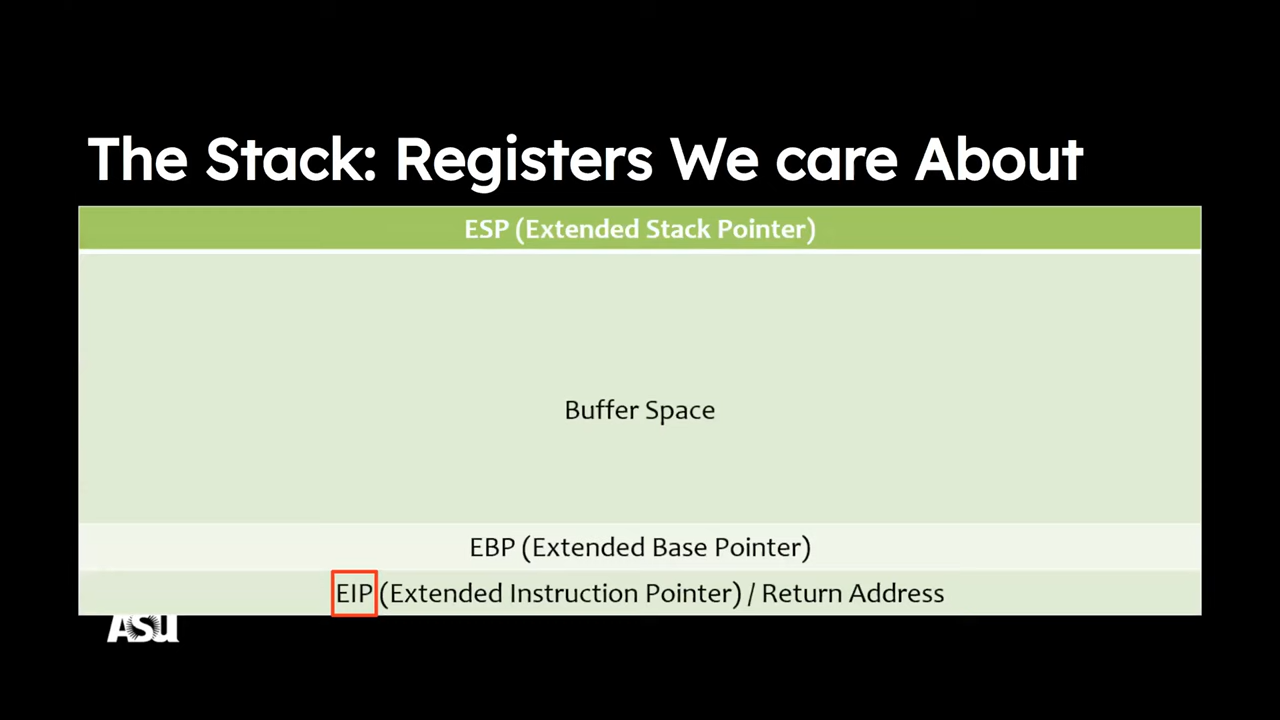 The Stack: Registers We care About
ESP (Extended Stack Pointer)
Buffer Space
EBP (Extended Base Pointer)
EIP (Extended Instruction Pointer) / Return Address
ASU